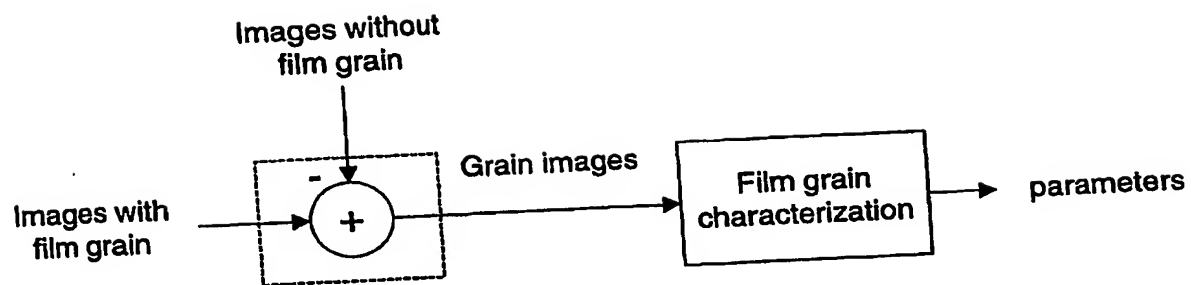 Images without
film grain
Images with
film grain
-
+
Grain images
Film grain
characterization
parameters